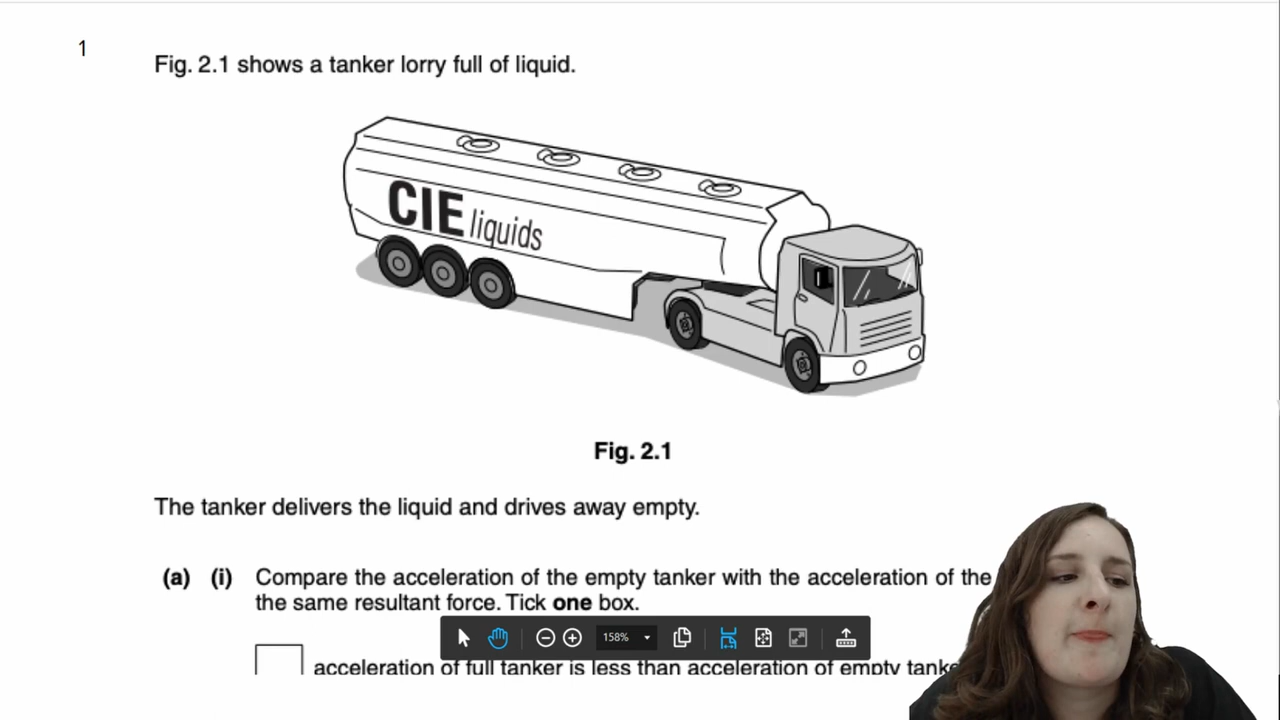 1
Fig. 2.1 shows a tanker lorry full of liquid.
CIE liquids
Fig. 2.1
The tanker delivers the liquid and drives away empty.
(a) (i) Compare the acceleration of the empty tanker with the acceleration of the
the same resultant force. Tick one box.
158%
acceleration of full tanker is less than acceleration of empty